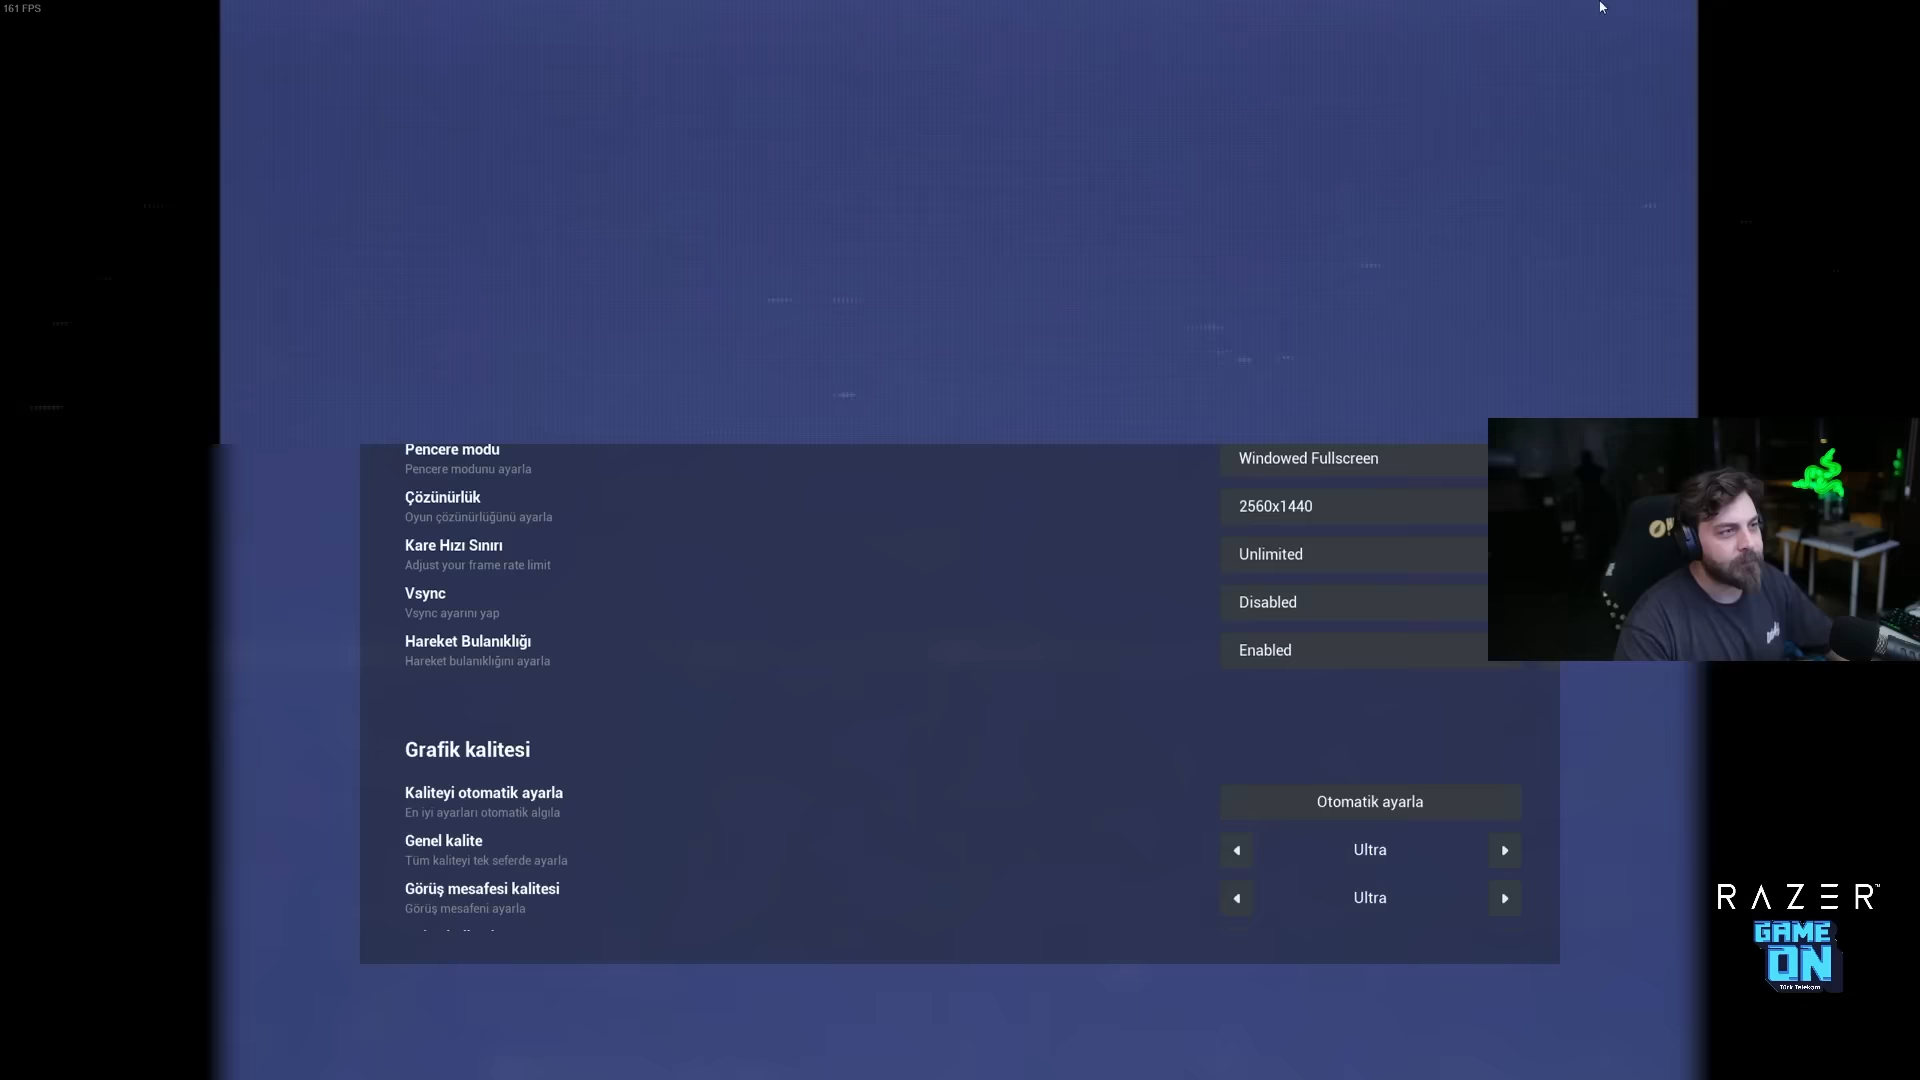 161 FPS
Pencere modu
Pencere modunu ayarla
Windowed Fullscreen
Çözünürlük
Oyun çözünürlüğünü ayarla
2560x1440
Kare Hızı Sınırı
Adjust your frame rate limit
Unlimited
Vsync
Vsync ayarını yap
Disabled
Hareket Bulanıklığı
Hareket bulanıklığını ayarla
Enabled
Grafik kalitesi
Kaliteyi otomatik ayarla
En iyi ayarları otomatik algıla
Otomatik ayarla
Genel kalite
Tüm kaliteyi tek seferde ayarla
Ultra
Görüş mesafesi kalitesi
Görüş mesafeni ayarla
Ultra
RAZER™
GAME
ON
Türk Telekom